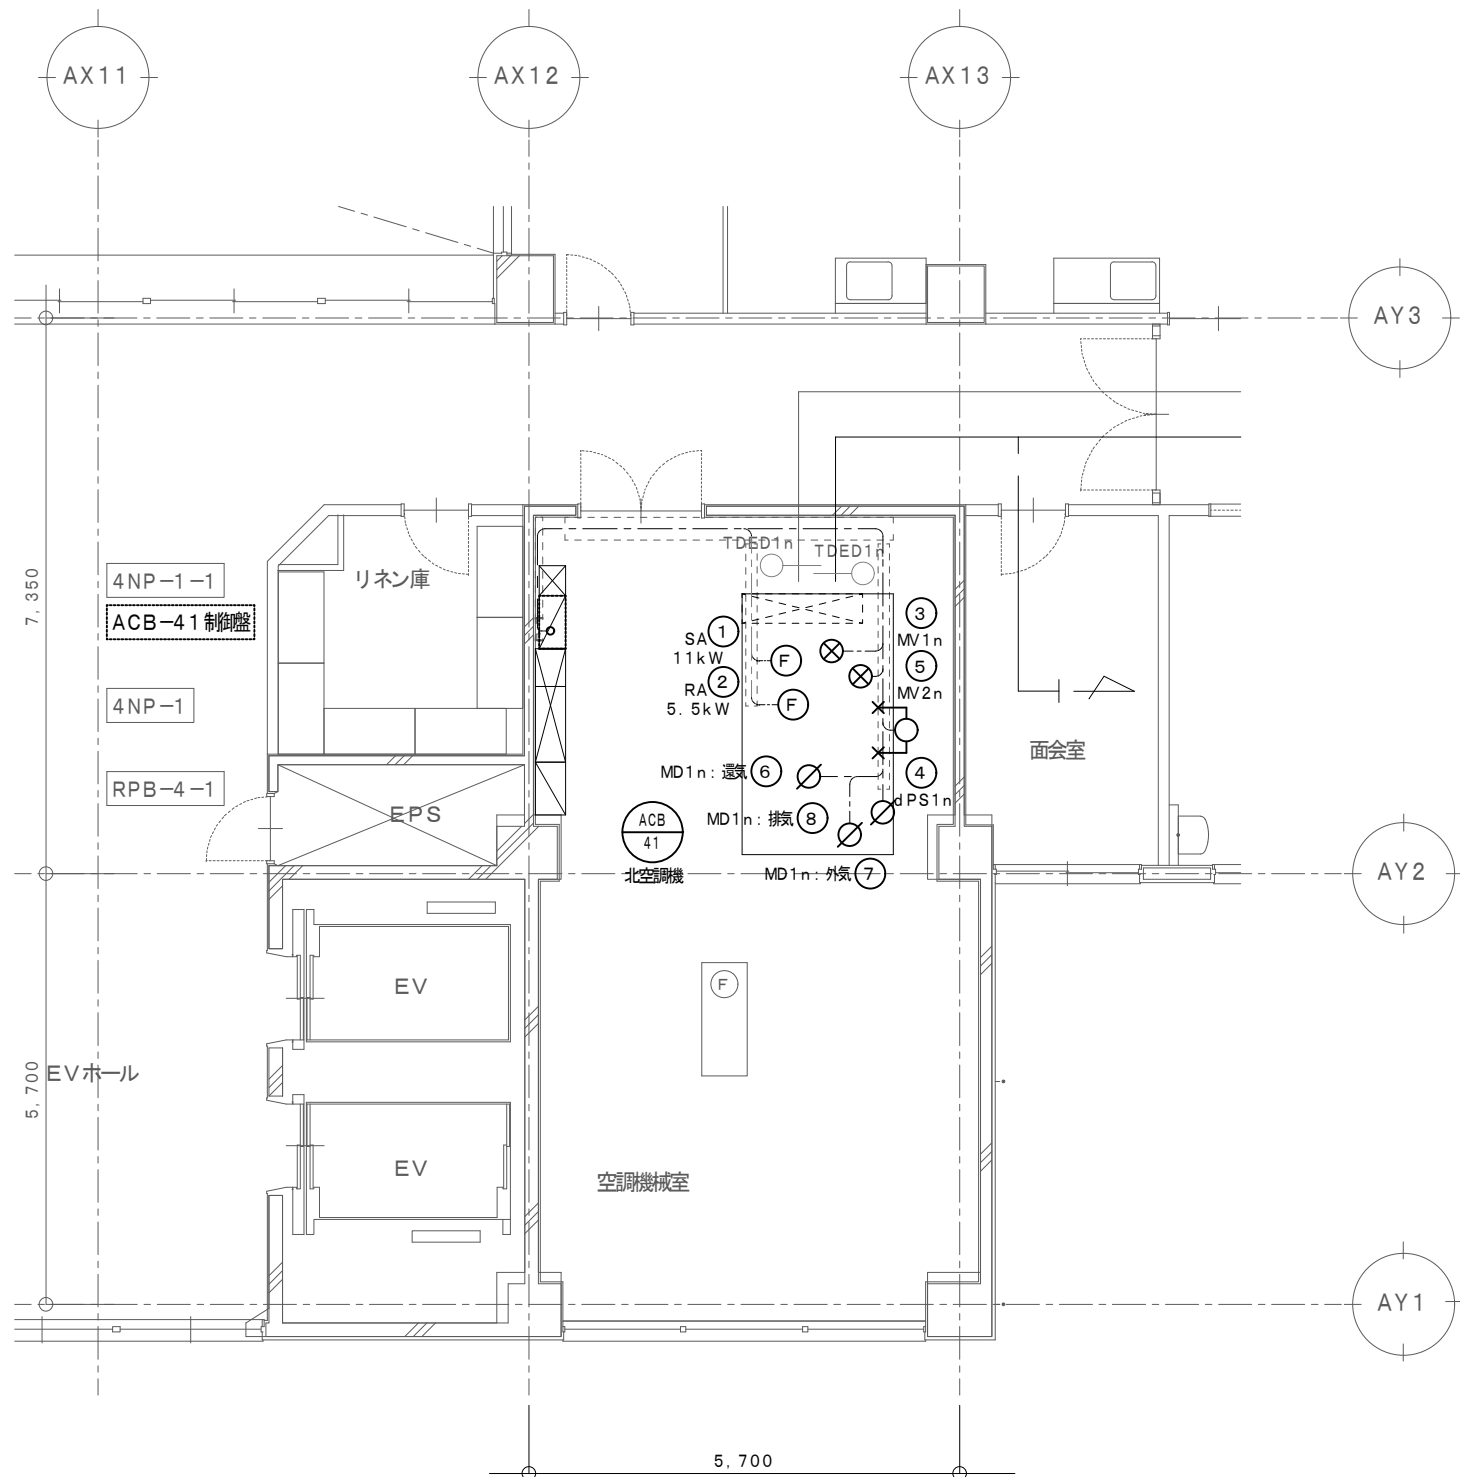 AX11
AX12
AX13
AY3
7,350
TDED1n
TDED1n
リネン庫
4NP-1-1
ACB-41制御盤
SA
①
11kW
RA
②
5.5kW
F
F
③
MV1n
⑤
MV2n
4NP-1
面会室
MD1n:還気
⑥
④
dPS1n
RPB-4-1
EPS
ACB
41
北空調機
MD1n:排気
⑧
MD1n:外気
⑦
AY2
EV
F
5,700
EVホール
EV
空調機械室
AY1
5,700